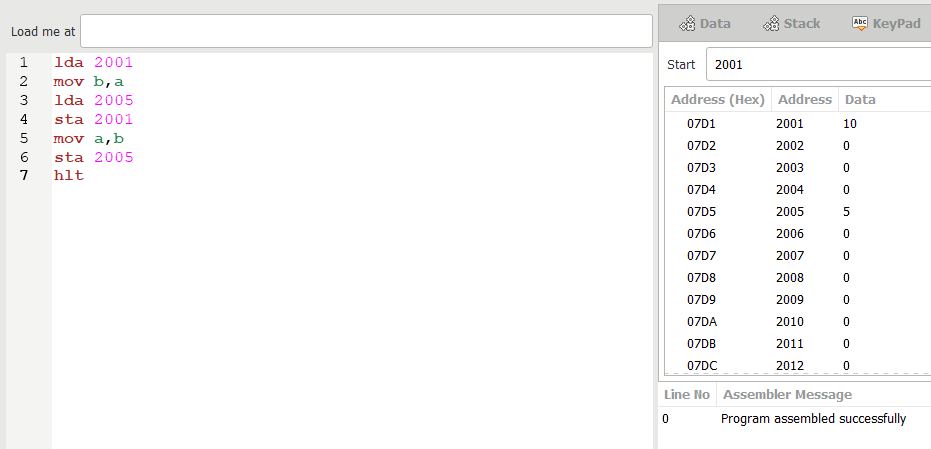 Load me at
1 lda 2001
2 mov b,a
3 lda 2005
4 sta 2001
5 mov a,b
6 sta 2005
7 hlt
Data Stack Abc KeyPad
Start 2001
Address (Hex) Address Data
07D1 2001 10
07D2 2002 0
07D3 2003 0
07D4 2004 0
07D5 2005 5
07D6 2006 0
07D7 2007 0
07D8 2008 0
07D9 2009 0
07DA 2010 0
07DB 2011 0
07DC 2012 0
Line No Assembler Message
0 Program assembled successfully